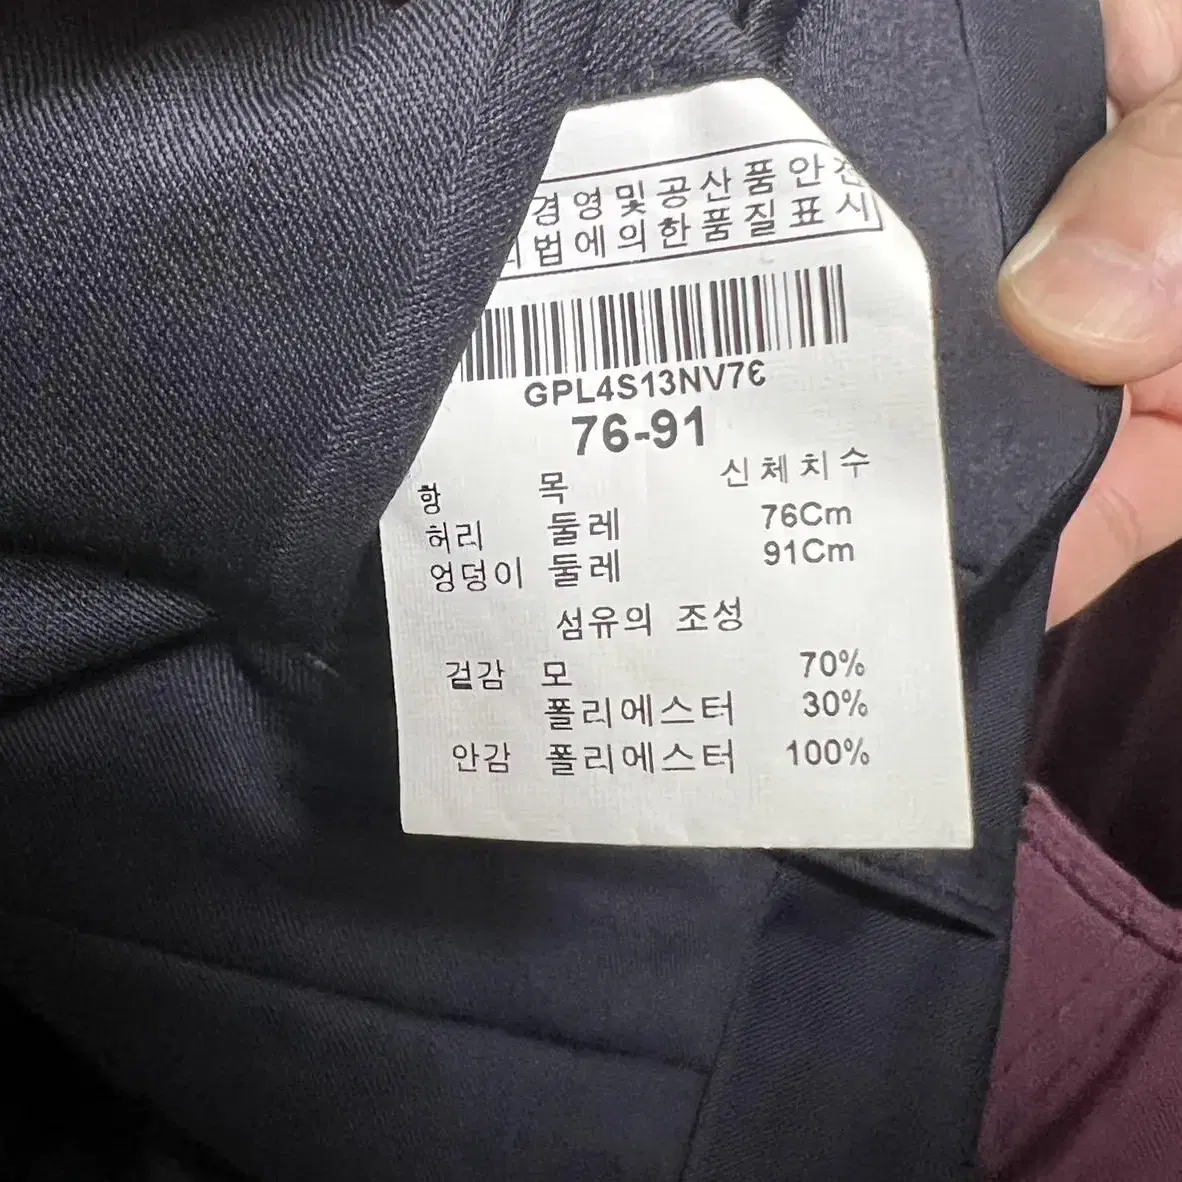 경영및공산품안전
법에의한품질표시
GPL4S13NV76
76-91
항 목 신체치수
허리 둘레 76Cm
엉덩이 둘레 91Cm
섬유의 조성
겉감 모 70%
폴리에스터 30%
안감 폴리에스터 100%